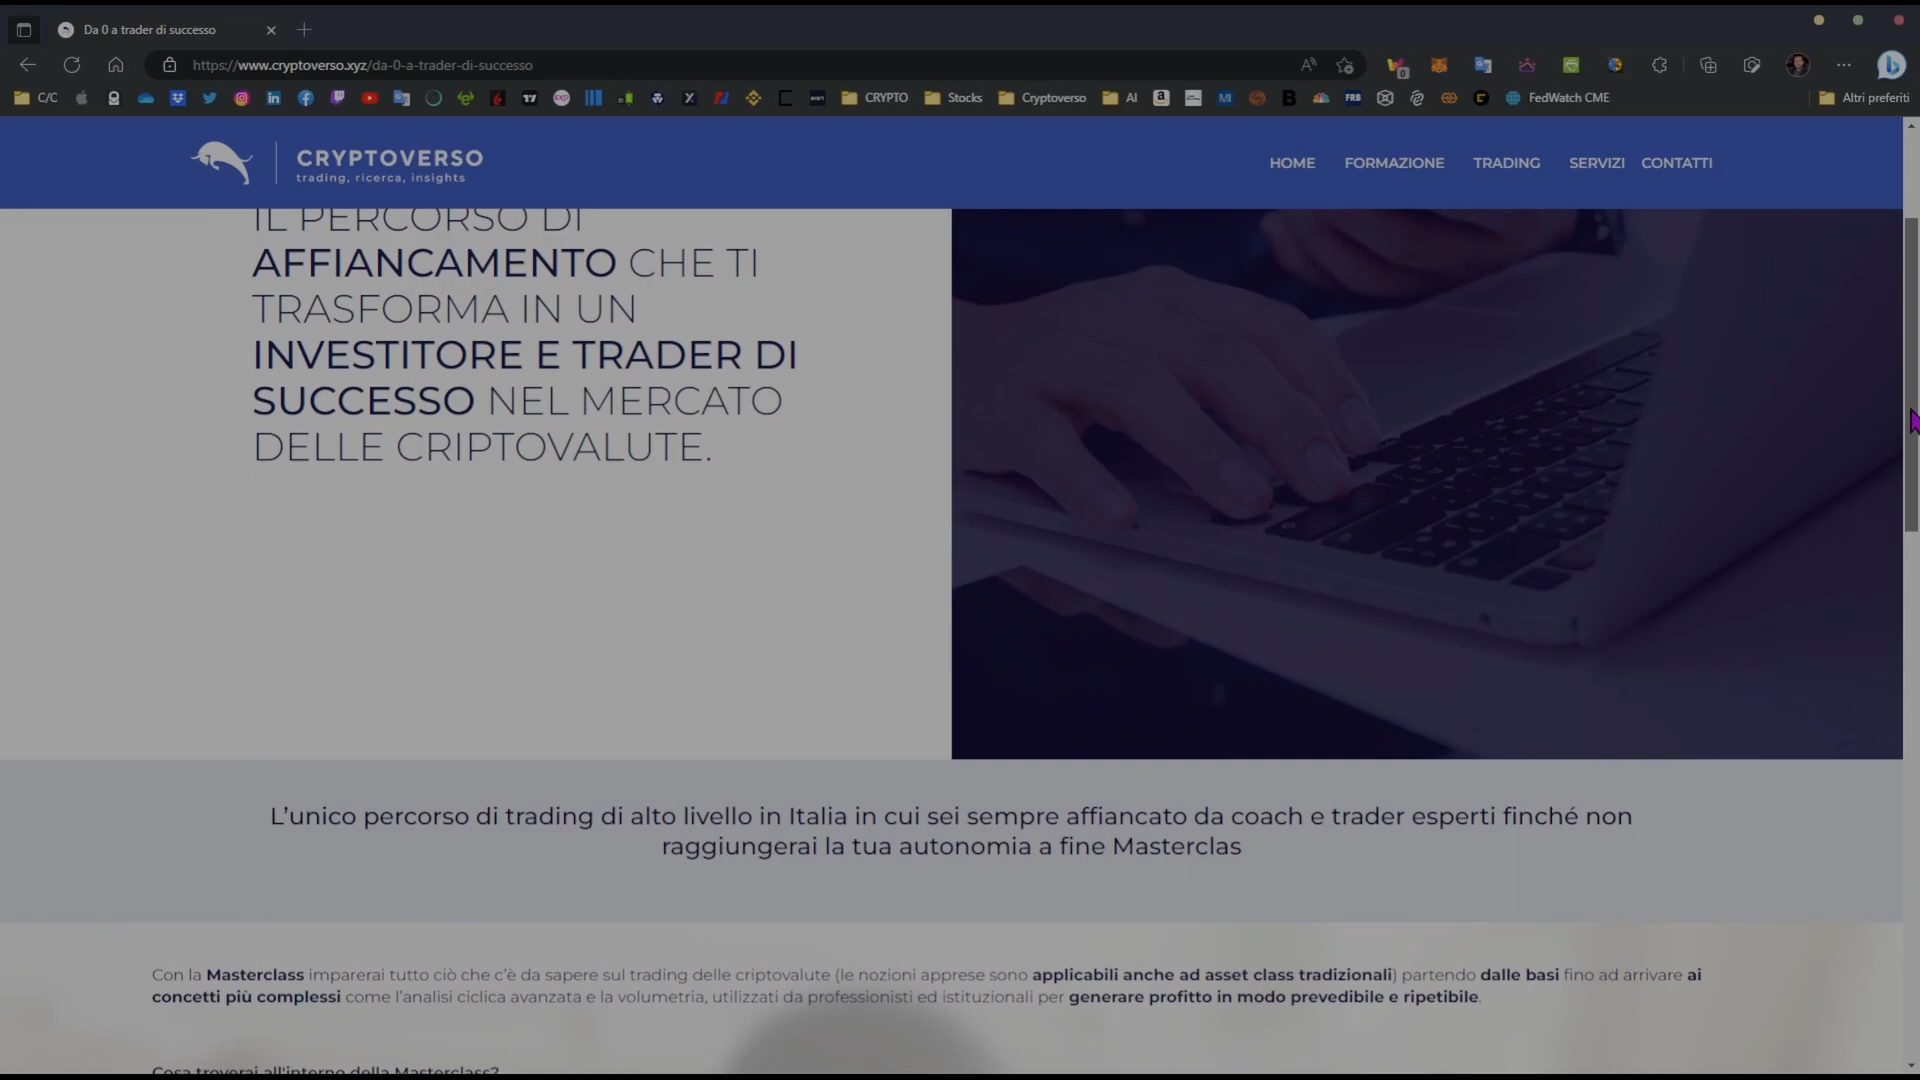 Da 0 a trader di successo
https://www.cryptoverso.xyz/da-0-a-trader-di-successo
C/C
CRYPTO
Stocks
Cryptoverso
AI
FedWatch CME
Altri preferiti
CRYPTOVERSO
trading, ricerca, insights
HOME
FORMAZIONE
TRADING
SERVIZI
CONTATTI
IL PERCORSO DI
AFFIANCAMENTO CHE TI
TRASFORMA IN UN
INVESTITORE E TRADER DI
SUCCESSO NEL MERCATO
DELLE CRIPTOVALUTE.
L'unico percorso di trading di alto livello in Italia in cui sei sempre affiancato da coach e trader esperti finché non
raggiungerai la tua autonomia a fine Masterclas
Con la Masterclass imparerai tutto ciò che c'è da sapere sul trading delle criptovalute (le nozioni apprese sono applicabili anche ad asset class tradizionali) partendo dalle basi fino ad arrivare ai
concetti più complessi come l'analisi ciclica avanzata e la volumetria, utilizzati da professionisti ed istituzionali per generare profitto in modo prevedibile e ripetibile.
Cosa troverai all'interno della Masterclass?